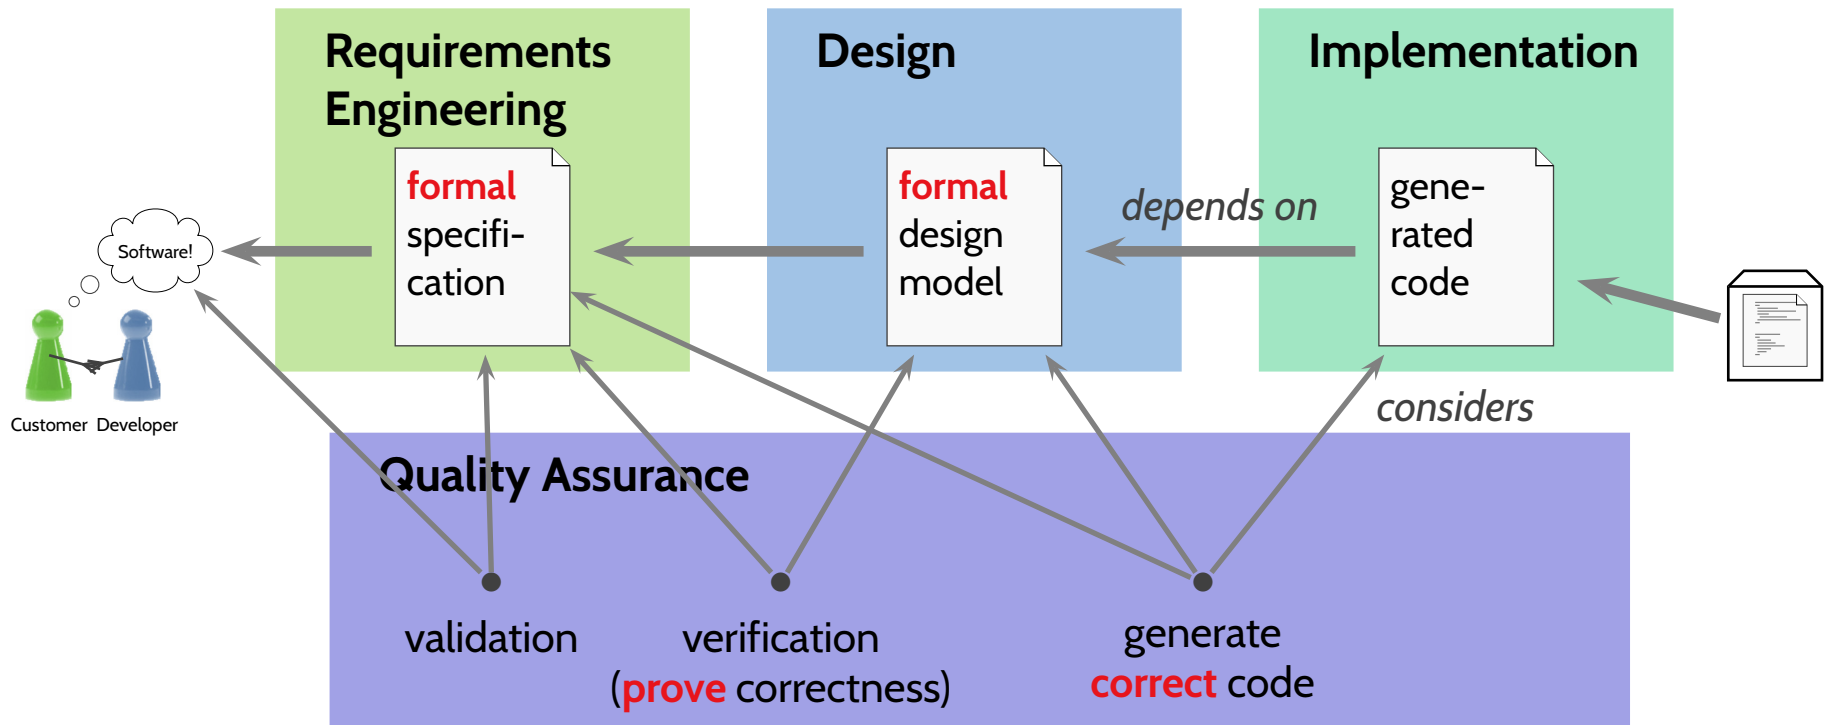 Requirements
Engineering
Design
Implementation
formal
specifi-
cation
formal
design
model
depends on
gene-
rated
code
Software!
Customer Developer
considers
Quality Assurance
validation
verification
(prove correctness)
generate
correct code